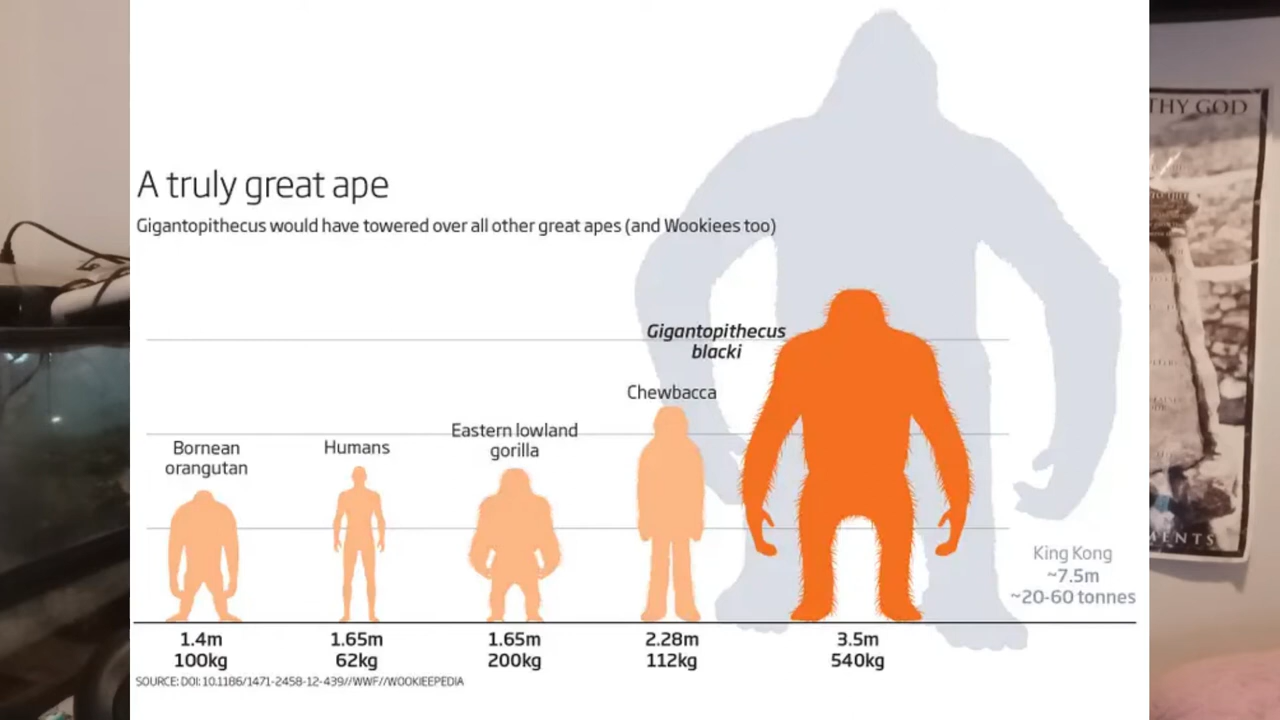 THY GOD
A truly great ape
Gigantopithecus would have towered over all other great apes (and Wookiees too)
Gigantopithecus
blacki
Chewbacca
Eastern lowland
gorilla
Humans
Bornean
orangutan
King Kong
~7.5m
~20-60 tonnes
1.4m
100kg
1.65m
62kg
1.65m
200kg
2.28m
112kg
3.5m
540kg
SOURCE: DOI: 10.1186/1471-2458-12-439//WWF//WOOKIEEPEDIA
MENTS